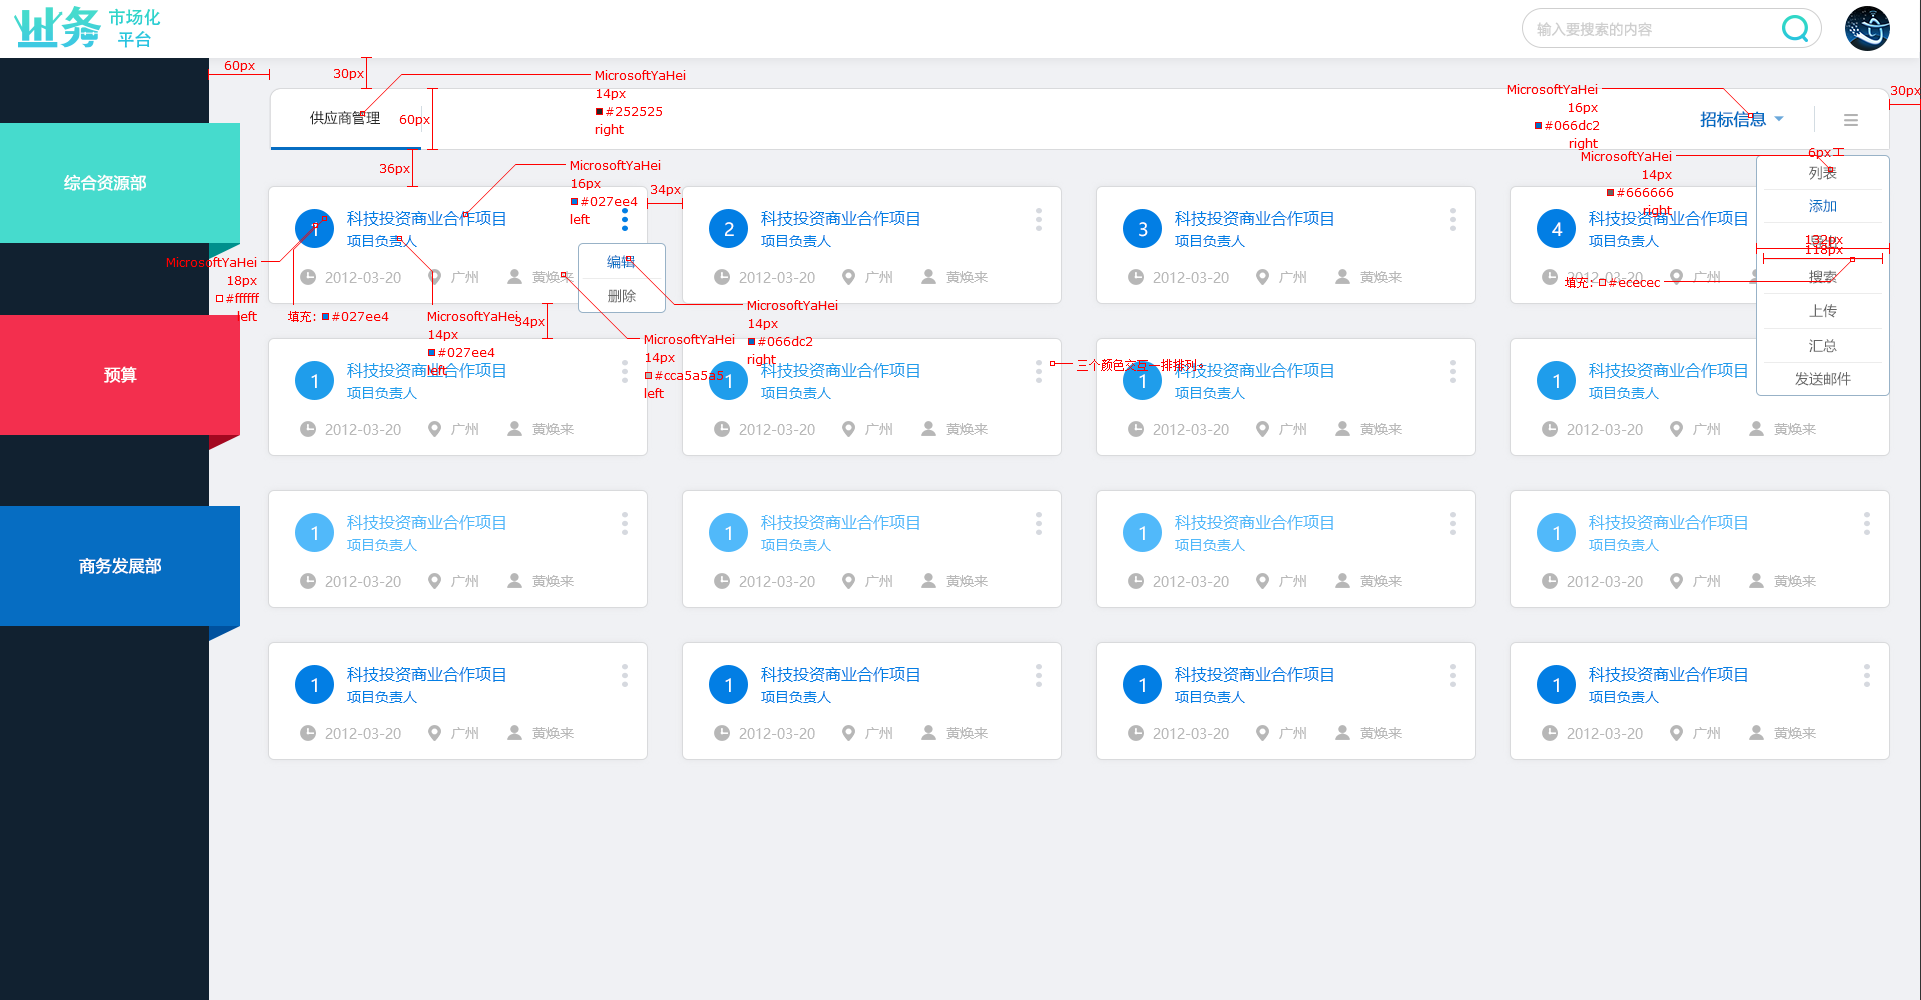 业务 市场化
平台
输入要搜索的内容
60px
30px
MicrosoftYaHei
14px
#252525
right
MicrosoftYaHei
16px
#066dc2
right
30px
供应商管理
60px
招标信息
综合资源部
预算
商务发展部
36px
MicrosoftYaHei
16px
#027ee4
left
34px
MicrosoftYaHei
14px
#666666
right
6px
列表
添加
132px
118px
搜索
上传
汇总
发送邮件
填充: #ececec
1
科技投资商业合作项目
项目负责人
2012-03-20 广州 黄焕来
编辑
删除
2
科技投资商业合作项目
项目负责人
2012-03-20 广州 黄焕来
3
科技投资商业合作项目
项目负责人
2012-03-20 广州 黄焕来
4
科技投资商业合作项目
项目负责人
2012-03-20 广州
MicrosoftYaHei
18px
#ffffff
left
填充: #027ee4
MicrosoftYaHei
14px
#027ee4
left
34px
MicrosoftYaHei
14px
#cca5a5a5
left
MicrosoftYaHei
14px
#066dc2
right
三个颜色交互一排排列。
1
科技投资商业合作项目
项目负责人
2012-03-20 广州 黄焕来
1
科技投资商业合作项目
项目负责人
2012-03-20 广州 黄焕来
1
科技投资商业合作项目
项目负责人
2012-03-20 广州 黄焕来
1
科技投资商业合作项目
项目负责人
2012-03-20 广州 黄焕来
1
科技投资商业合作项目
项目负责人
2012-03-20 广州 黄焕来
1
科技投资商业合作项目
项目负责人
2012-03-20 广州 黄焕来
1
科技投资商业合作项目
项目负责人
2012-03-20 广州 黄焕来
1
科技投资商业合作项目
项目负责人
2012-03-20 广州 黄焕来
1
科技投资商业合作项目
项目负责人
2012-03-20 广州 黄焕来
1
科技投资商业合作项目
项目负责人
2012-03-20 广州 黄焕来
1
科技投资商业合作项目
项目负责人
2012-03-20 广州 黄焕来
1
科技投资商业合作项目
项目负责人
2012-03-20 广州 黄焕来